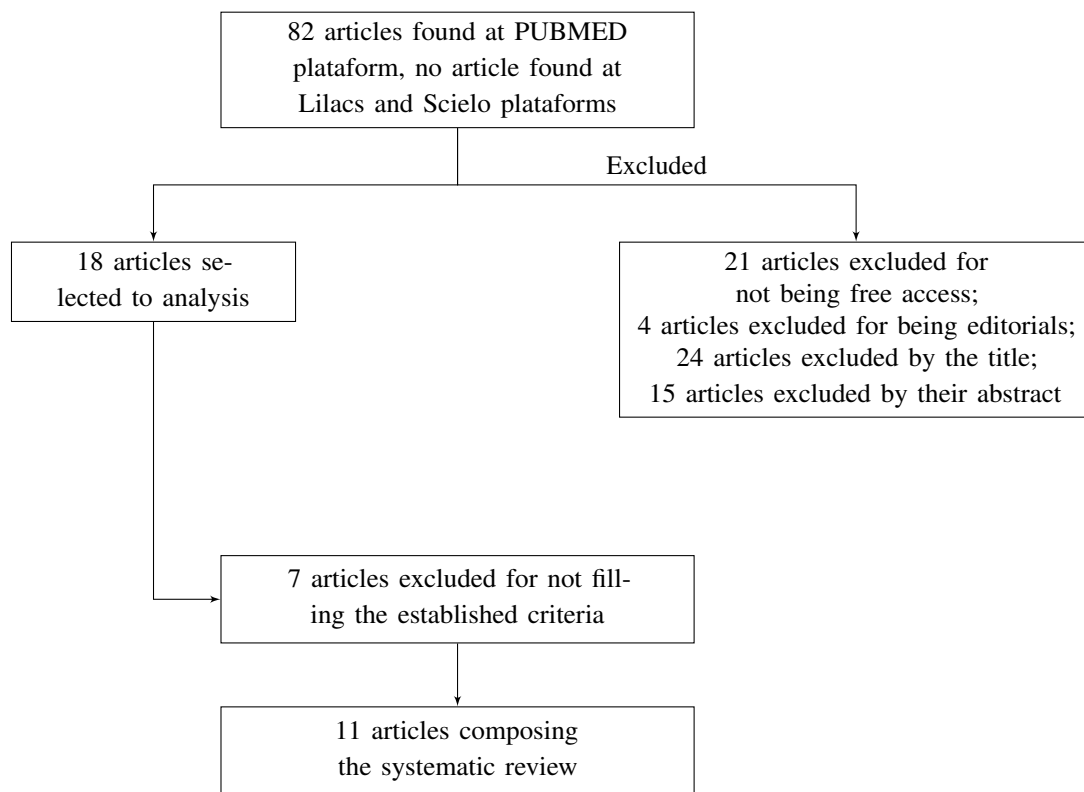 82 articles found at PUBMED
plataform, no article found at
Lilacs and Scielo plataforms
Excluded
18 articles se-
lected to analysis
21 articles excluded for
not being free access;
4 articles excluded for being editorials;
24 articles excluded by the title;
15 articles excluded by their abstract
7 articles excluded for not fill-
ing the established criteria
11 articles composing
the systematic review